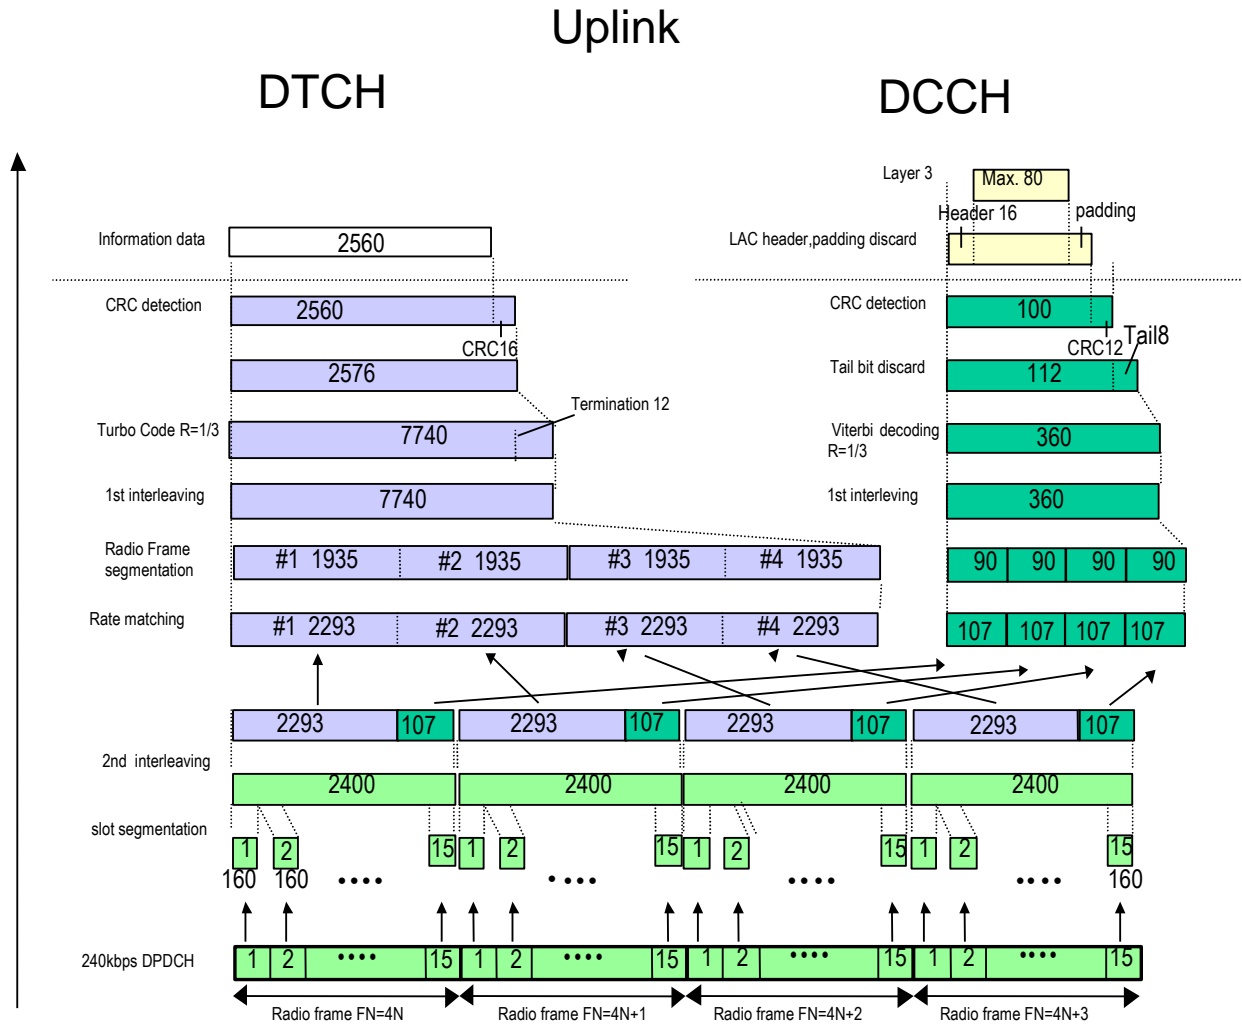 Uplink
DTCH
DCCH
Layer 3
Max. 80
Header 16
padding
Information data
2560
LAC header,padding discard
CRC detection
2560
CRC detection
100
CRC16
CRC12
Tail8
2576
Tail bit discard
112
Termination 12
Turbo Code R=1/3
7740
Viterbi decoding
R=1/3
360
1st interleaving
7740
1st interleving
360
Radio Frame
segmentation
#1 1935
#2 1935
#3 1935
#4 1935
90
90
90
90
Rate matching
#1 2293
#2 2293
#3 2293
#4 2293
107
107
107
107
2293
107
2293
107
2293
107
2293
107
2nd interleaving
2400
2400
2400
2400
slot segmentation
1
2
15
1
2
15
1
2
15
1
2
15
160
160
160
240kbps DPDCH
1
2
15
1
2
15
1
2
15
1
2
15
Radio frame FN=4N
Radio frame FN=4N+1
Radio frame FN=4N+2
Radio frame FN=4N+3